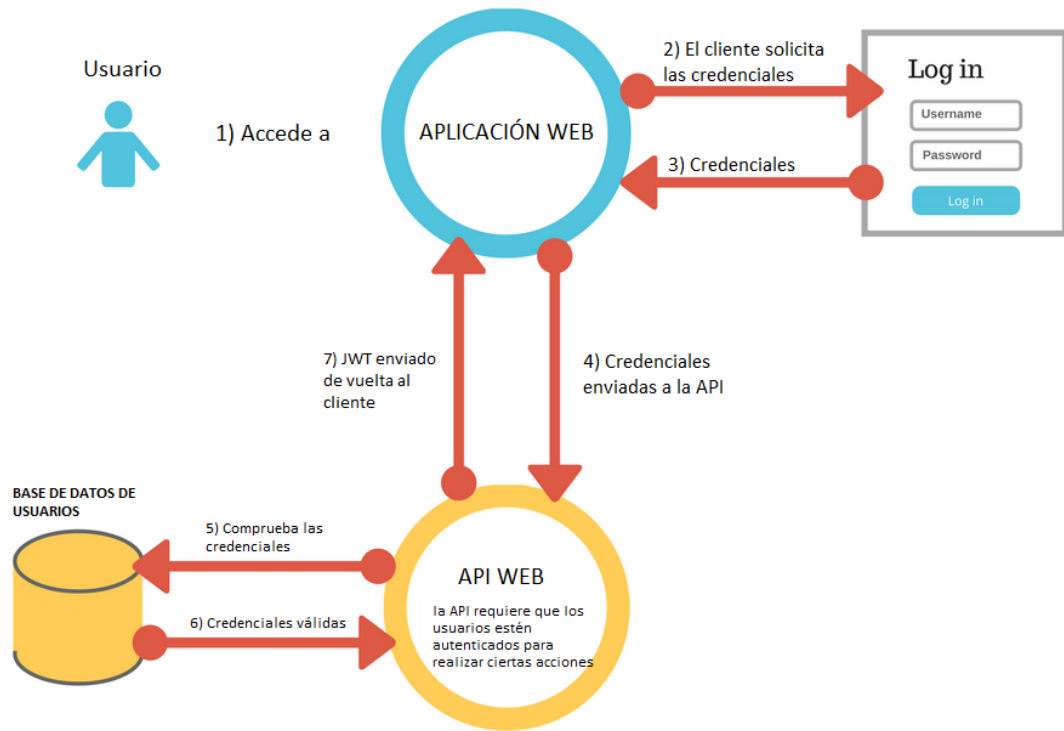 Usuario
1) Accede a
APLICACIÓN WEB
2) El cliente solicita
las credenciales
3) Credenciales
Log in
Username
Password
Log in
7) JWT enviado
de vuelta al
cliente
4) Credenciales
enviadas a la API
BASE DE DATOS DE
USUARIOS
5) Comprueba las
credenciales
6) Credenciales válidas
API WEB
la API requiere que los
usuarios estén
autenticados para
realizar ciertas acciones